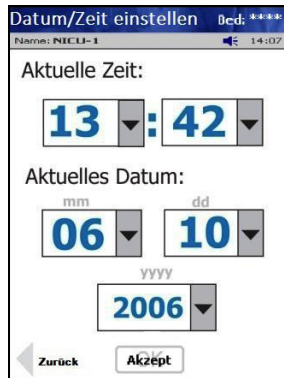 Datum/Zeit einstellen Bed: ****
Name: NICU-1 14:07
Aktuelle Zeit:
13 : 42
Aktuelles Datum:
mm dd
06 10
yyyy
2006
Zurück Akzept